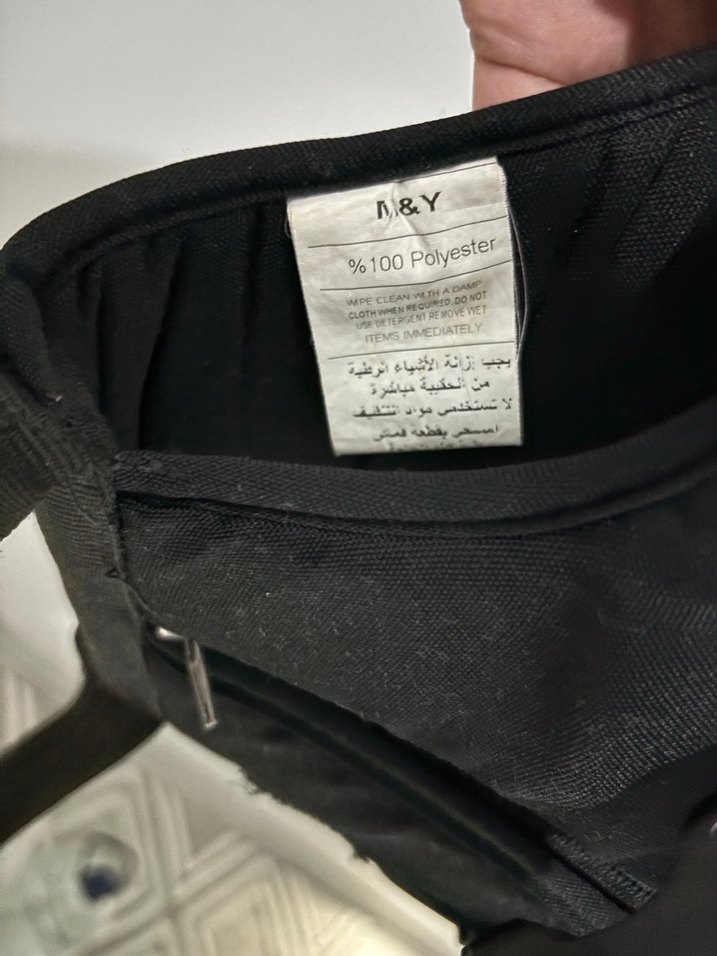 M&Y
%100 Polyester
WIPE CLEAN WITH A DAMP
CLOTH WHEN REQUIRED.DO NOT
USE DETERGENT REMOVE WET
ITEMS IMMEDIATELY
يجب إزالة الأشياء الرطبة
من الحقيبة مباشرة
لا تستخدمي مواد التنظيف
امسحي بقطعة قماش